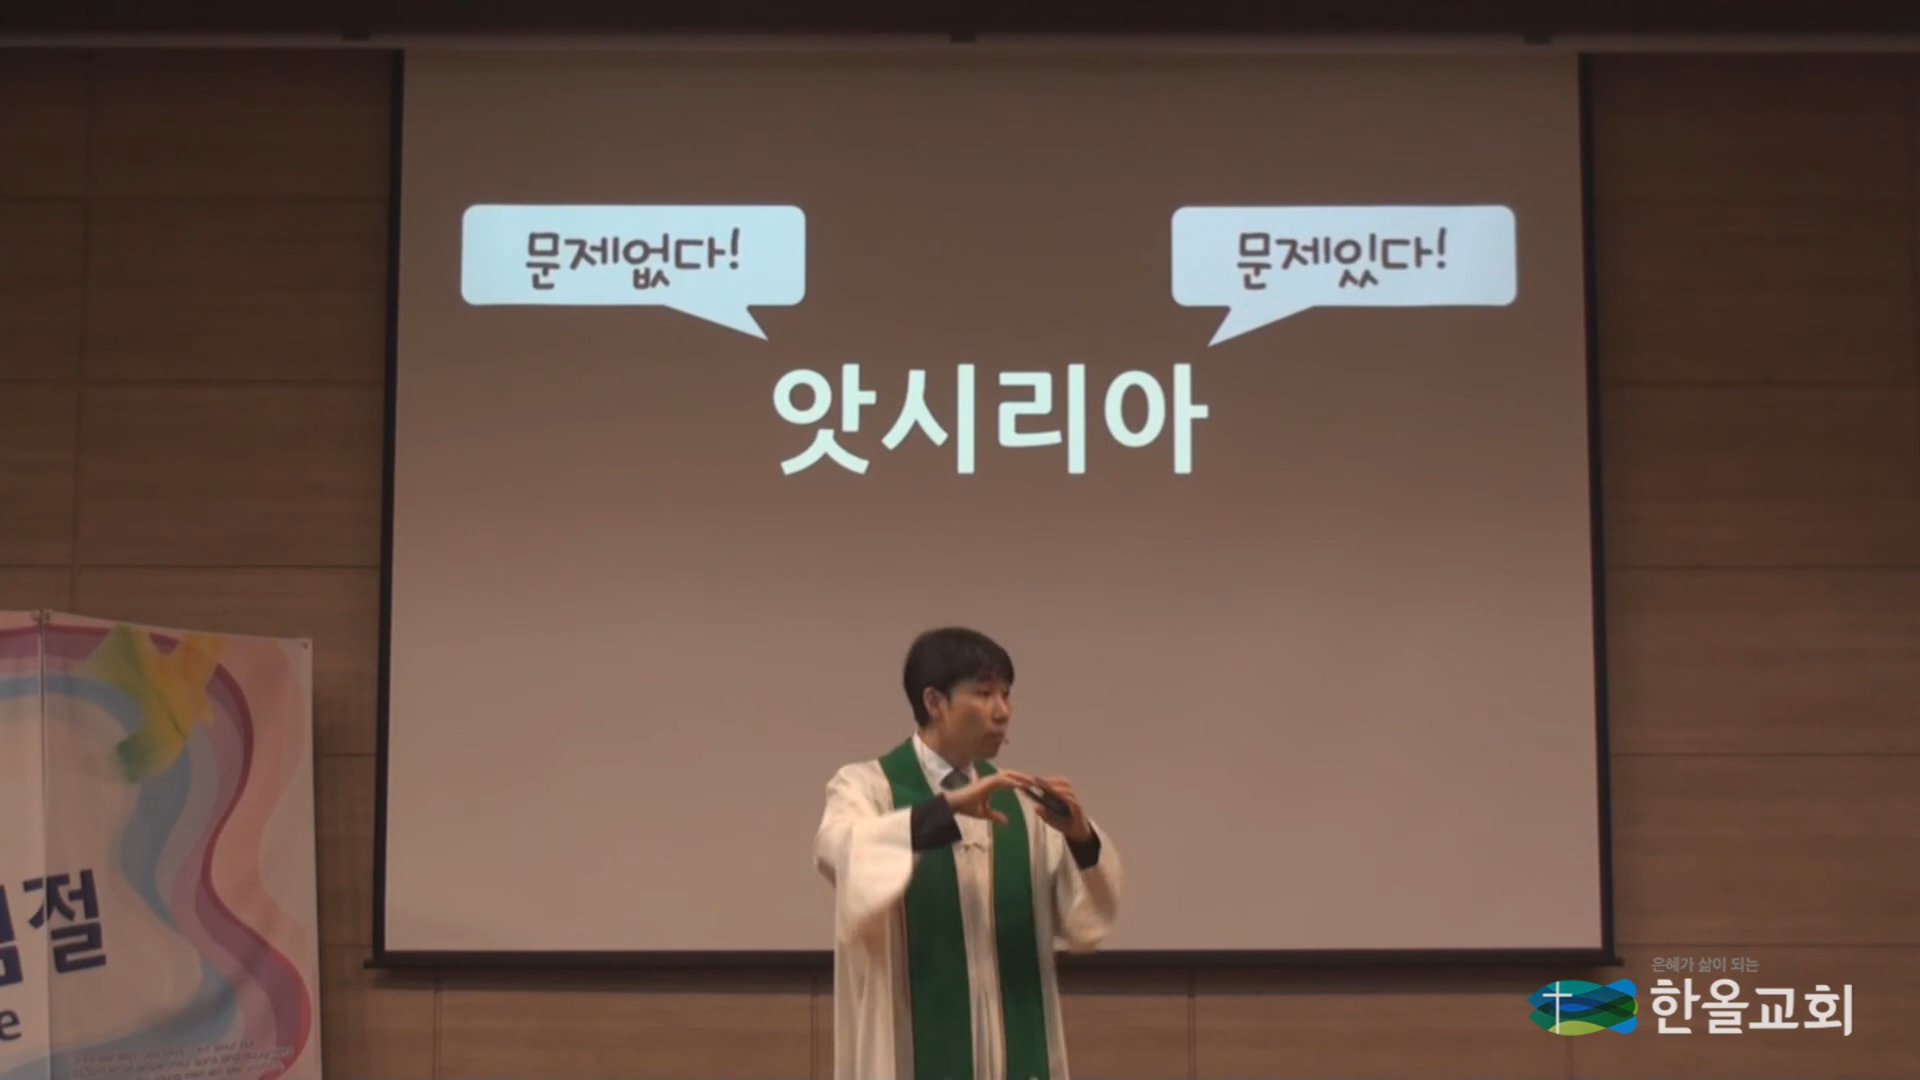 문제없다!
문제있다!
앗시리아
절
e
은혜가 삶이 되는
한올교회